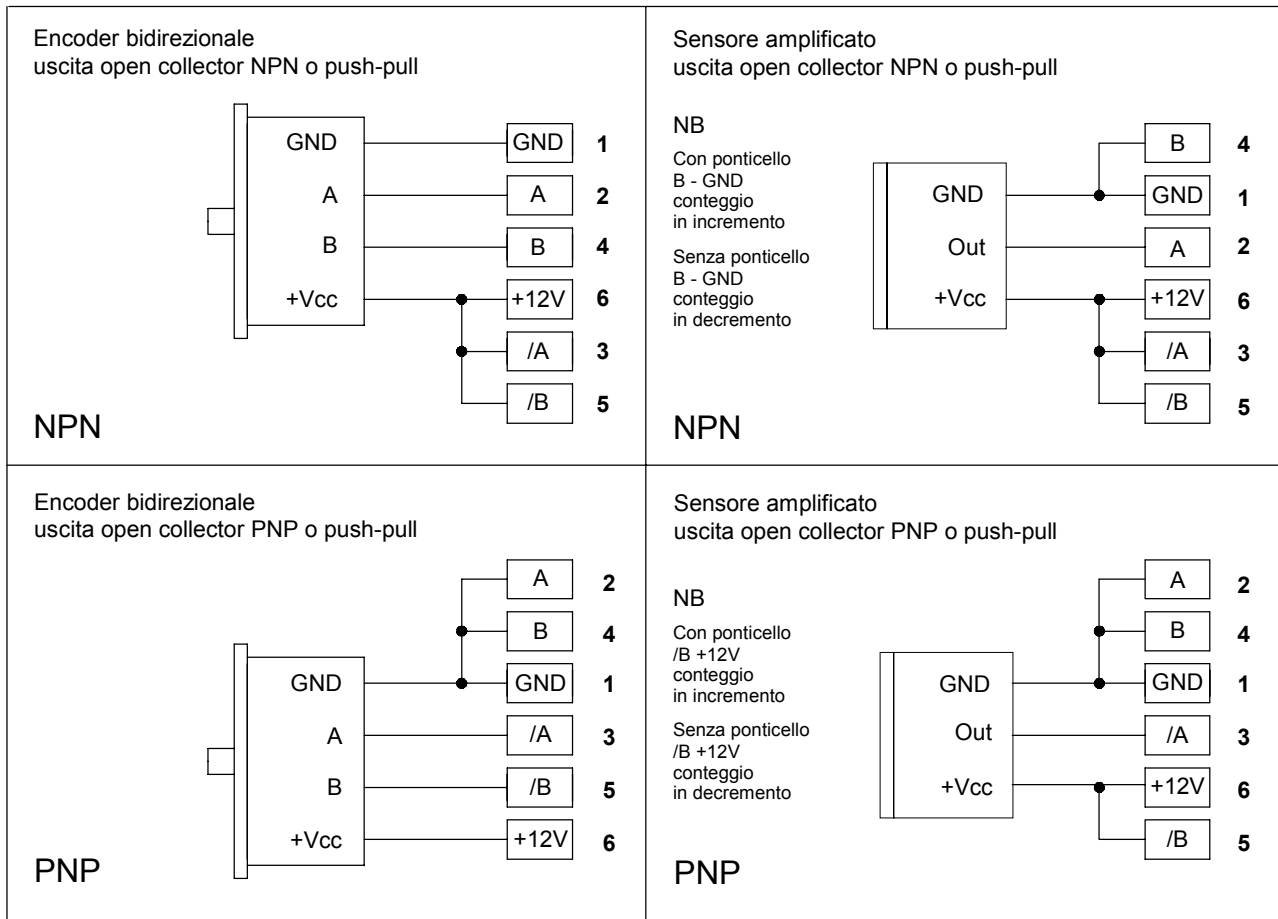 Encoder bidirezionale
uscita open collector NPN o push-pull
GND GND 1
A A 2
B B 4
+Vcc +12V 6
/A 3
/B 5
NPN
Sensore amplificato
uscita open collector NPN o push-pull
NB
Con ponticello
B - GND
conteggio
in incremento
Senza ponticello
B - GND
conteggio
in decremento
B 4
GND GND 1
Out A 2
+Vcc +12V 6
/A 3
/B 5
NPN
Encoder bidirezionale
uscita open collector PNP o push-pull
A 2
B 4
GND GND 1
A /A 3
B /B 5
+Vcc +12V 6
PNP
Sensore amplificato
uscita open collector PNP o push-pull
NB
Con ponticello
/B +12V
conteggio
in incremento
Senza ponticello
/B +12V
conteggio
in decremento
A 2
B 4
GND GND 1
Out /A 3
+Vcc +12V 6
/B 5
PNP